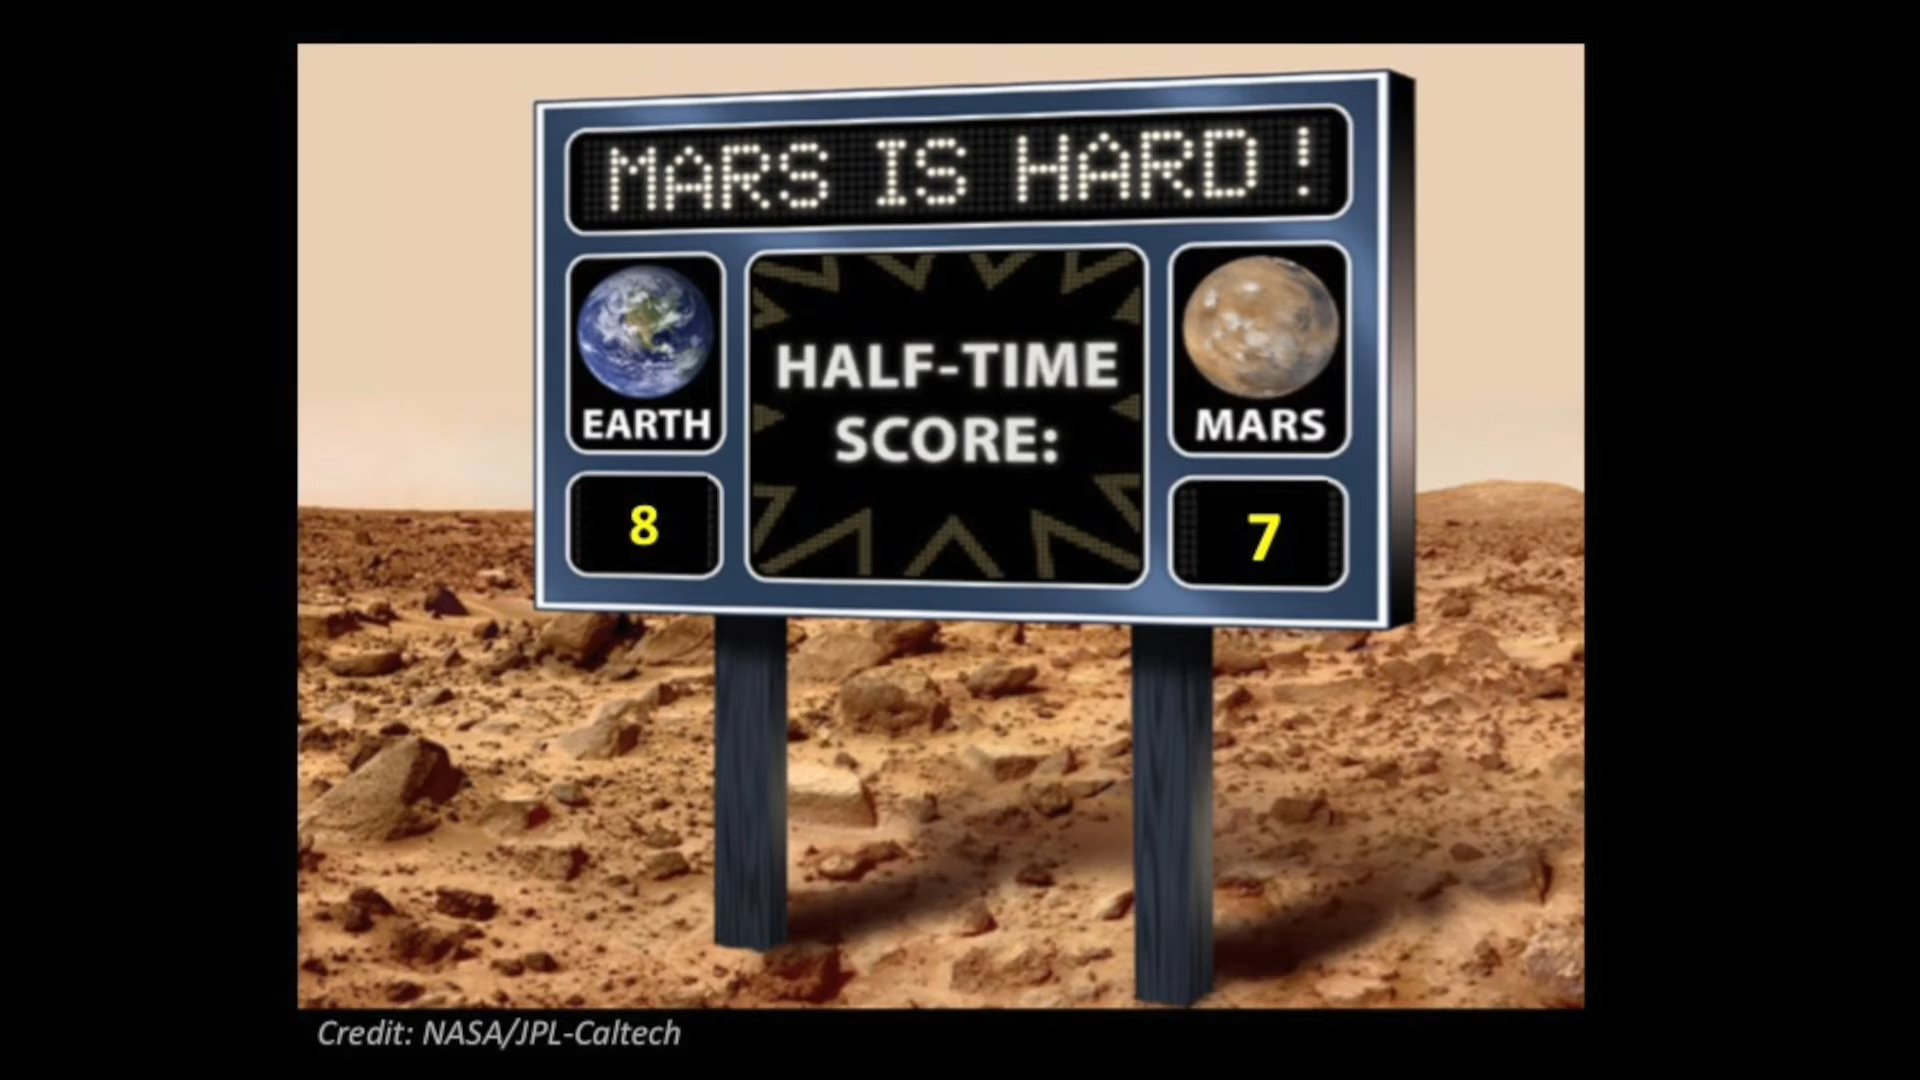 MARS IS HARD!
EARTH
HALF-TIME
SCORE:
MARS
8
7
Credit: NASA/JPL-Caltech